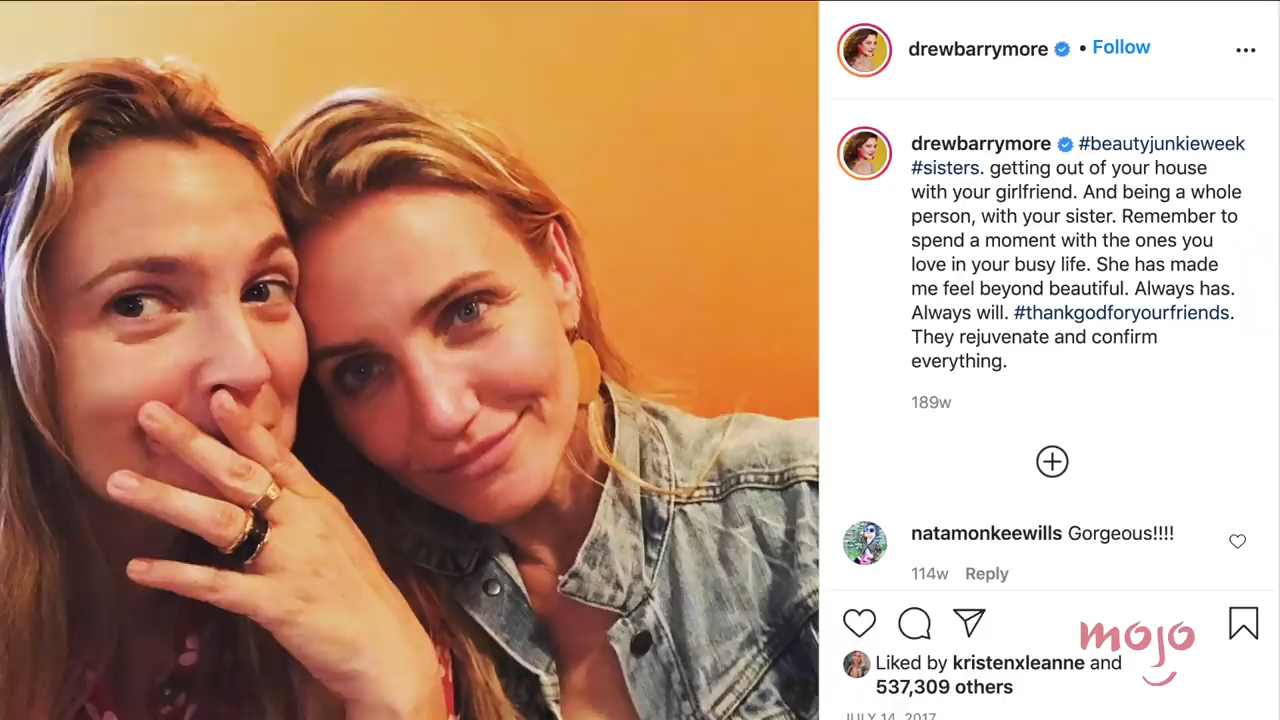 drewbarrymore • Follow
drewbarrymore #beautyjunkieweek
#sisters. getting out of your house
with your girlfriend. And being a whole
person, with your sister. Remember to
spend a moment with the ones you
love in your busy life. She has made
me feel beyond beautiful. Always has.
Always will. #thankgodforyourfriends.
They rejuvenate and confirm
everything.
189w
natamonkeewills Gorgeous!!!!
114w Reply
mojo
Liked by kristenxleanne and
537,309 others
JULY 14, 2017